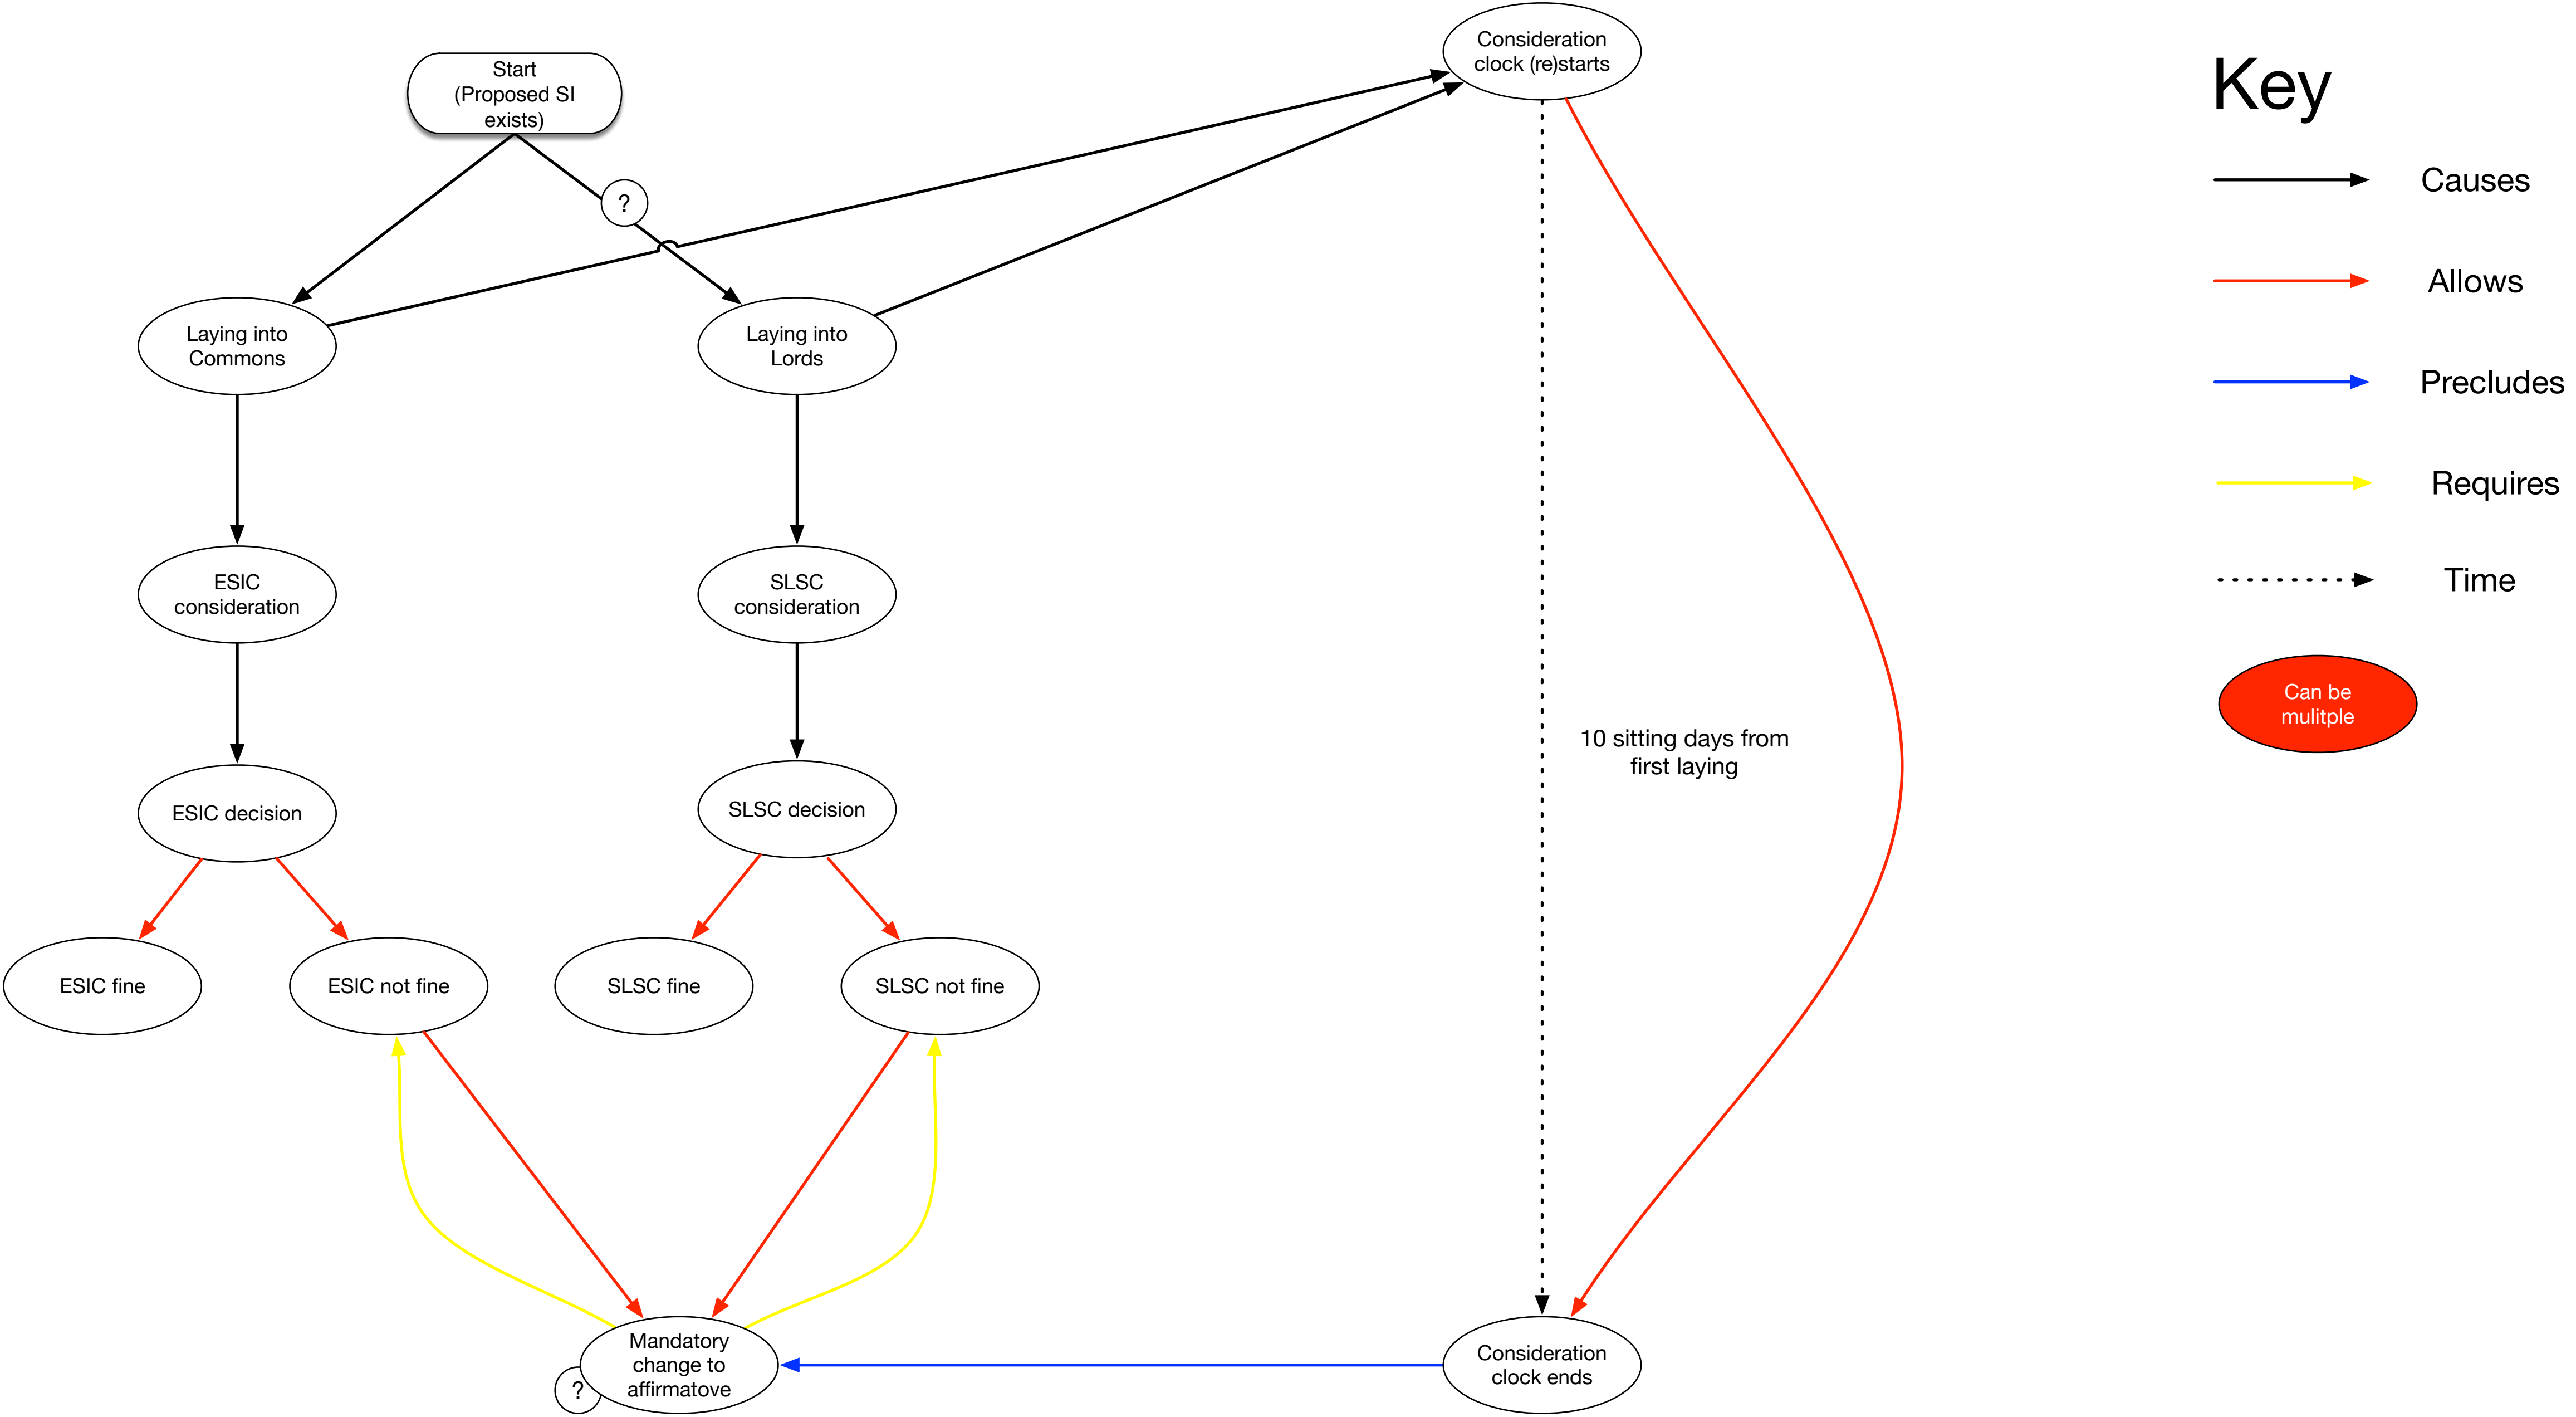 Start
(Proposed SI
exists)
Consideration
clock (re)starts
Key
Causes
?
Allows
Laying into
Commons
Laying into
Lords
Precludes
Requires
ESIC
consideration
SLSC
consideration
Time
Can be
mulitple
10 sitting days from
first laying
ESIC decision
SLSC decision
ESIC fine
ESIC not fine
SLSC fine
SLSC not fine
Mandatory
change to
affirmatove
?
Consideration
clock ends